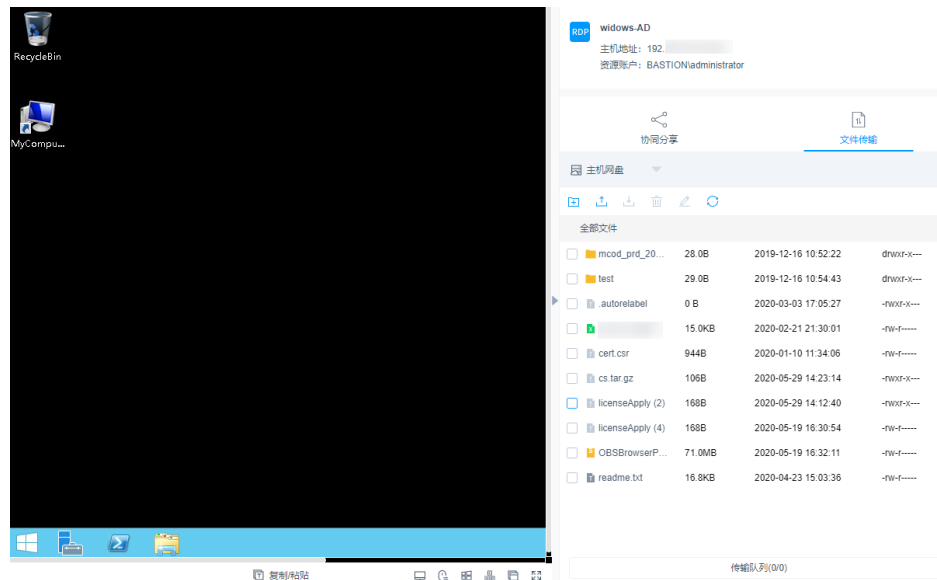 RecycleBin
MyCompu...
复制/粘贴
RDP
widows-AD
主机地址：192.
资源账户：BASTION\administrator
协同分享
文件传输
主机网盘
全部文件
mcod_prd_20... 28.0B 2019-12-16 10:52:22 drwxr-x---
test 29.0B 2019-12-16 10:54:43 drwxr-x---
.autorelabel 0 B 2020-03-03 17:05:27 -rwxr-x---
15.0KB 2020-02-21 21:30:01 -rw-r-----
cert.csr 944B 2020-01-10 11:34:06 -rw-r-----
cs.tar.gz 106B 2020-05-29 14:23:14 -rwxr-x---
licenseApply (2) 168B 2020-05-29 14:12:40 -rwxr-x---
licenseApply (4) 168B 2020-05-19 16:30:54 -rw-r-----
OBSBrowserP... 71.0MB 2020-05-19 16:32:11 -rw-r-----
readme.txt 16.8KB 2020-04-23 15:03:36 -rw-r-----
传输队列(0/0)